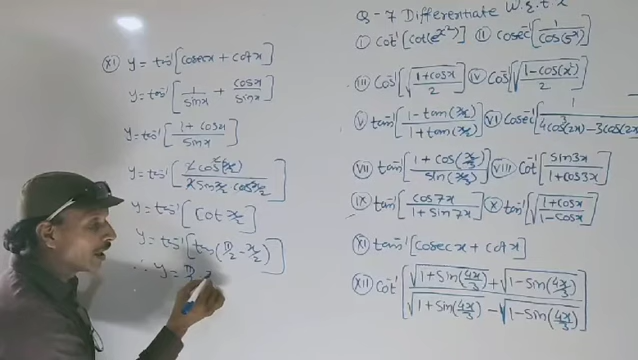 (XI) y = tan⁻¹[cosecx + cotx]
y = tan⁻¹[1/sinx + cosx/sinx]
y = tan⁻¹[(1 + cosx)/sinx]
y = tan⁻¹[2cos²(x/2)/(2sin x/2 cos x/2)]
y = tan⁻¹[cot x/2]
y = tan⁻¹[tan(π/2 - x/2)]
∴ y = π/2
Q-7 Differentiate w.r.t. x
(I) cot⁻¹[cot(e^(x²))] (II) cosec⁻¹[1/cos(5^x)]
(III) cos⁻¹[√((1+cosx)/2)] (IV) cos⁻¹[√((1-cos(x²))/2)]
(V) tan⁻¹[(1 - tan(x/2))/(1 + tan(x/2))] (VI) cosec⁻¹[1/(4cos³(2x) - 3cos(2x
(VII) tan⁻¹[(1 + cos(x/3))/sin(x/3)] (VIII) cot⁻¹[sin3x/(1+cos3x)]
(IX) tan⁻¹[cos7x/(1+sin7x)] (X) tan⁻¹[√((1+cosx)/(1-cosx))]
(XI) tan⁻¹[cosecx + cotx]
(XII) cot⁻¹[(√(1+sin(4x/3)) + √(1-sin(4x/3)))/(√(1+sin(4x/3)) - √(1-sin(4x/3)))]